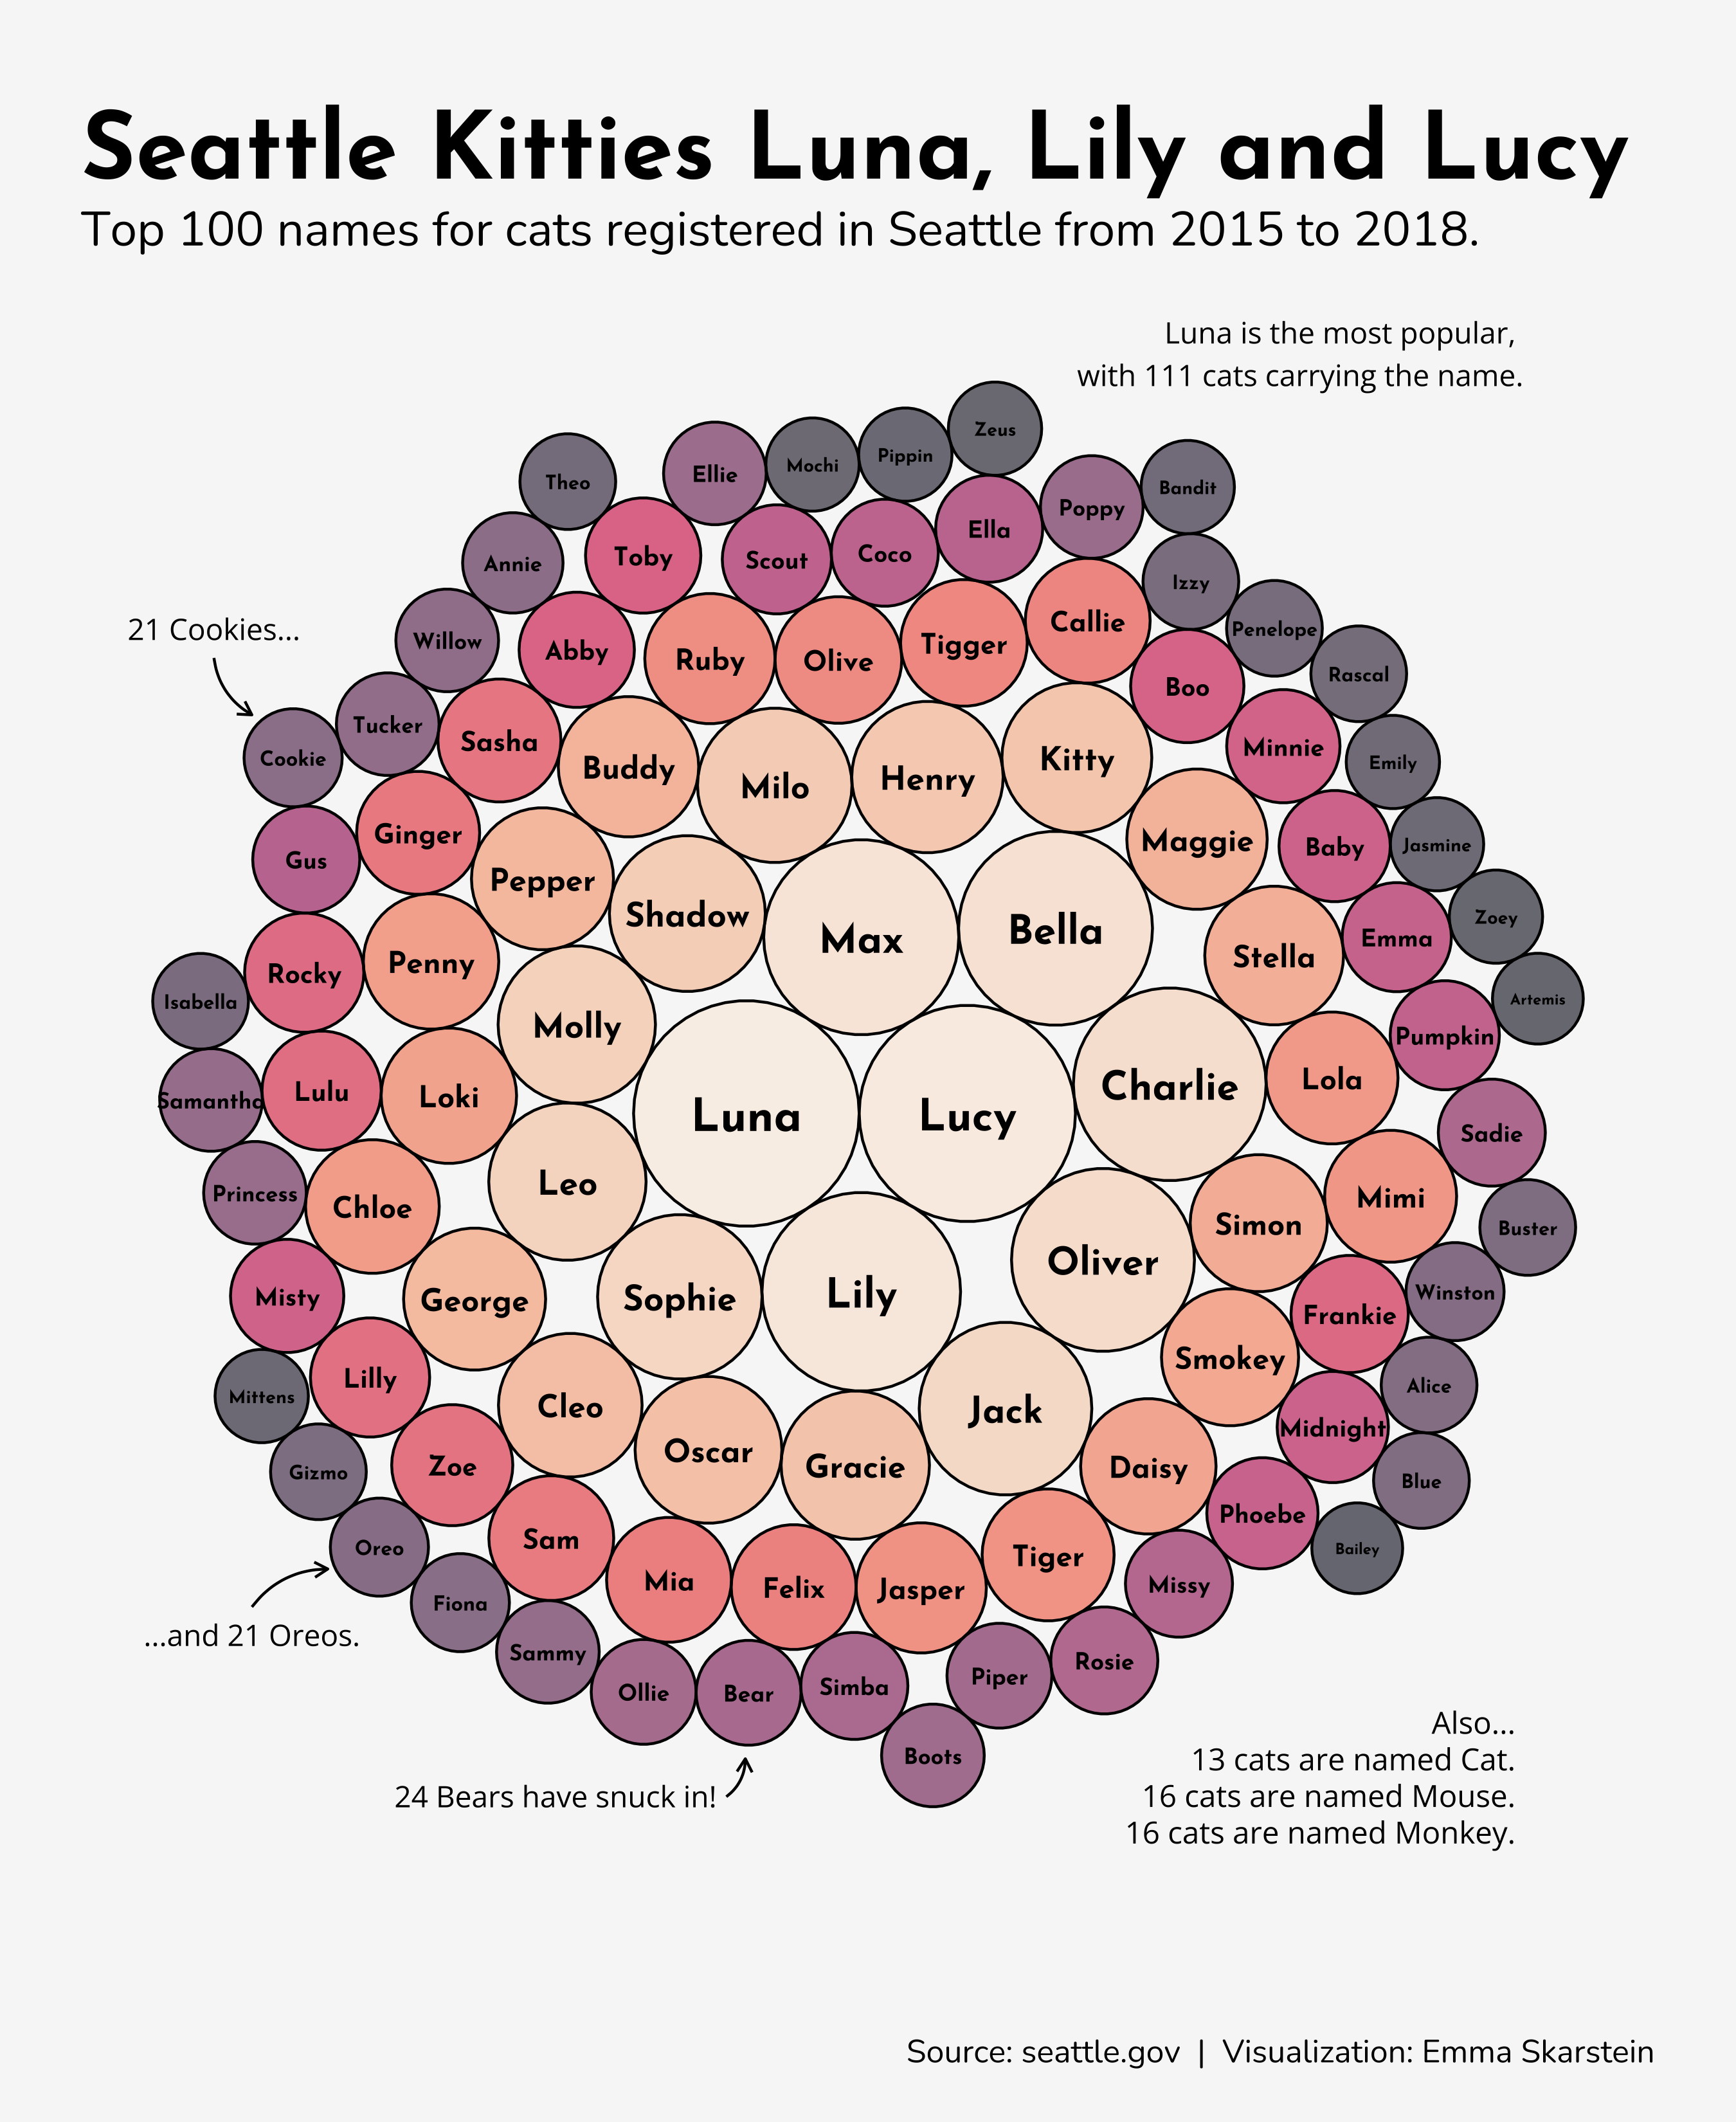 Seattle Kitties Luna, Lily and Lucy
Top 100 names for cats registered in Seattle from 2015 to 2018.
Luna is the most popular,
with 111 cats carrying the name.
Zeus
Pippin
Mochi
Ellie
Theo
Bandit
Poppy
Ella
Coco
Scout
Toby
Annie
Izzy
Callie
Tigger
Olive
Ruby
Abby
Willow
21 Cookies...
Penelope
Rascal
Boo
Minnie
Emily
Kitty
Henry
Milo
Buddy
Sasha
Tucker
Cookie
Gus
Ginger
Pepper
Shadow
Max
Bella
Maggie
Baby
Jasmine
Zoey
Emma
Stella
Artemis
Pumpkin
Isabella
Rocky
Penny
Molly
Charlie
Lola
Sadie
Samantha
Lulu
Loki
Luna
Lucy
Leo
Princess
Chloe
Oliver
Simon
Mimi
Buster
Misty
George
Sophie
Lily
Frankie
Winston
Smokey
Alice
Mittens
Lilly
Cleo
Jack
Midnight
Blue
Gizmo
Zoe
Oscar
Gracie
Daisy
Phoebe
Bailey
Oreo
Sam
Mia
Felix
Jasper
Tiger
Missy
Fiona
...and 21 Oreos.
Sammy
Ollie
Bear
Simba
Piper
Rosie
Boots
24 Bears have snuck in!
Also...
13 cats are named Cat.
16 cats are named Mouse.
16 cats are named Monkey.
Source: seattle.gov | Visualization: Emma Skarstein